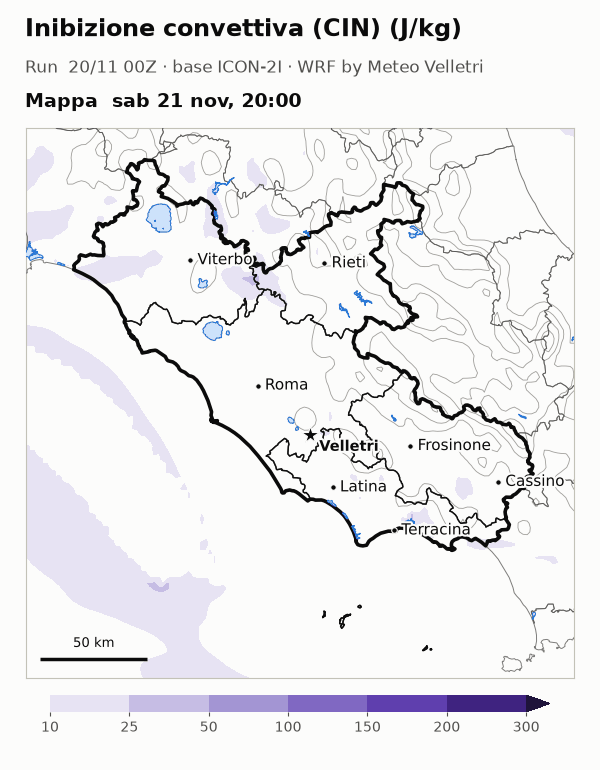 Inibizione convettiva (CIN) (J/kg)
Run  20/11 00Z · base ICON-2I · WRF by Meteo Velletri
Mappa  sab 21 nov, 20:00
Viterbo
Rieti
Roma
Velletri
Frosinone
Latina
Cassino
Terracina
50 km
10 25 50 100 150 200 300